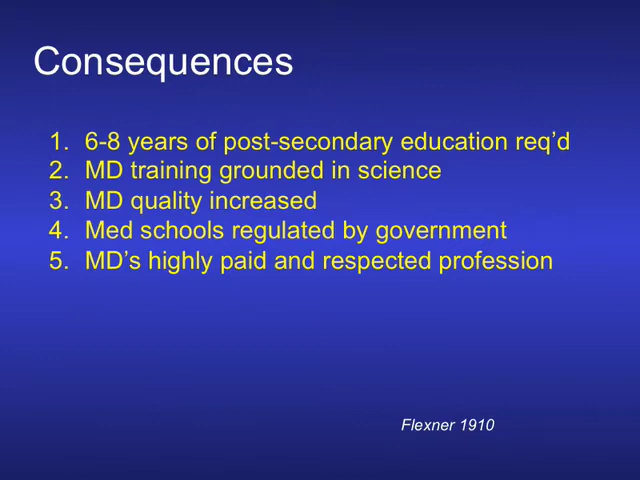 Consequences
1. 6-8 years of post-secondary education req’d
2. MD training grounded in science
3. MD quality increased
4. Med schools regulated by government
5. MD’s highly paid and respected profession
Flexner 1910